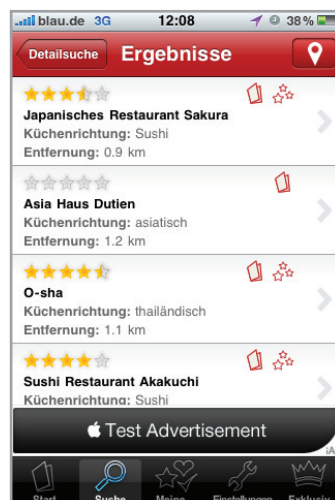 blau.de 3G 12:08 38%
Detailsuche Ergebnisse
Japanisches Restaurant Sakura
Küchenrichtung: Sushi
Entfernung: 0.9 km
Asia Haus Dutien
Küchenrichtung: asiatisch
Entfernung: 1.2 km
O-sha
Küchenrichtung: thailändisch
Entfernung: 1.1 km
Sushi Restaurant Akakuchi
Küchenrichtung: Sushi
Test Advertisement
iA
Start Suche Meine Einstellungen Exklusiv